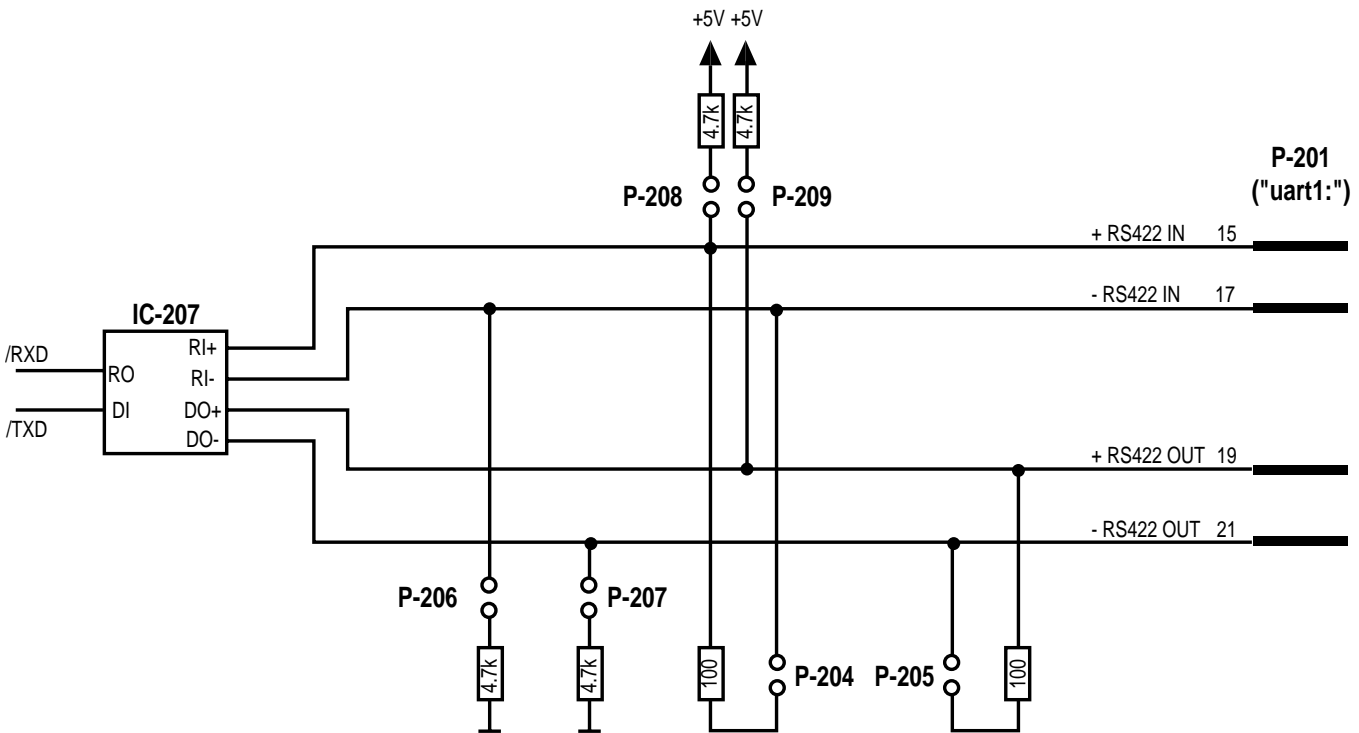 +5V +5V
4.7k
4.7k
P-208
P-209
P-201
("uart1:")
+ RS422 IN 15
- RS422 IN 17
IC-207
/RXD
RO
RI+
RI-
DI
DO+
/TXD
DO-
+ RS422 OUT 19
- RS422 OUT 21
P-206
P-207
4.7k
4.7k
100
P-204
P-205
100